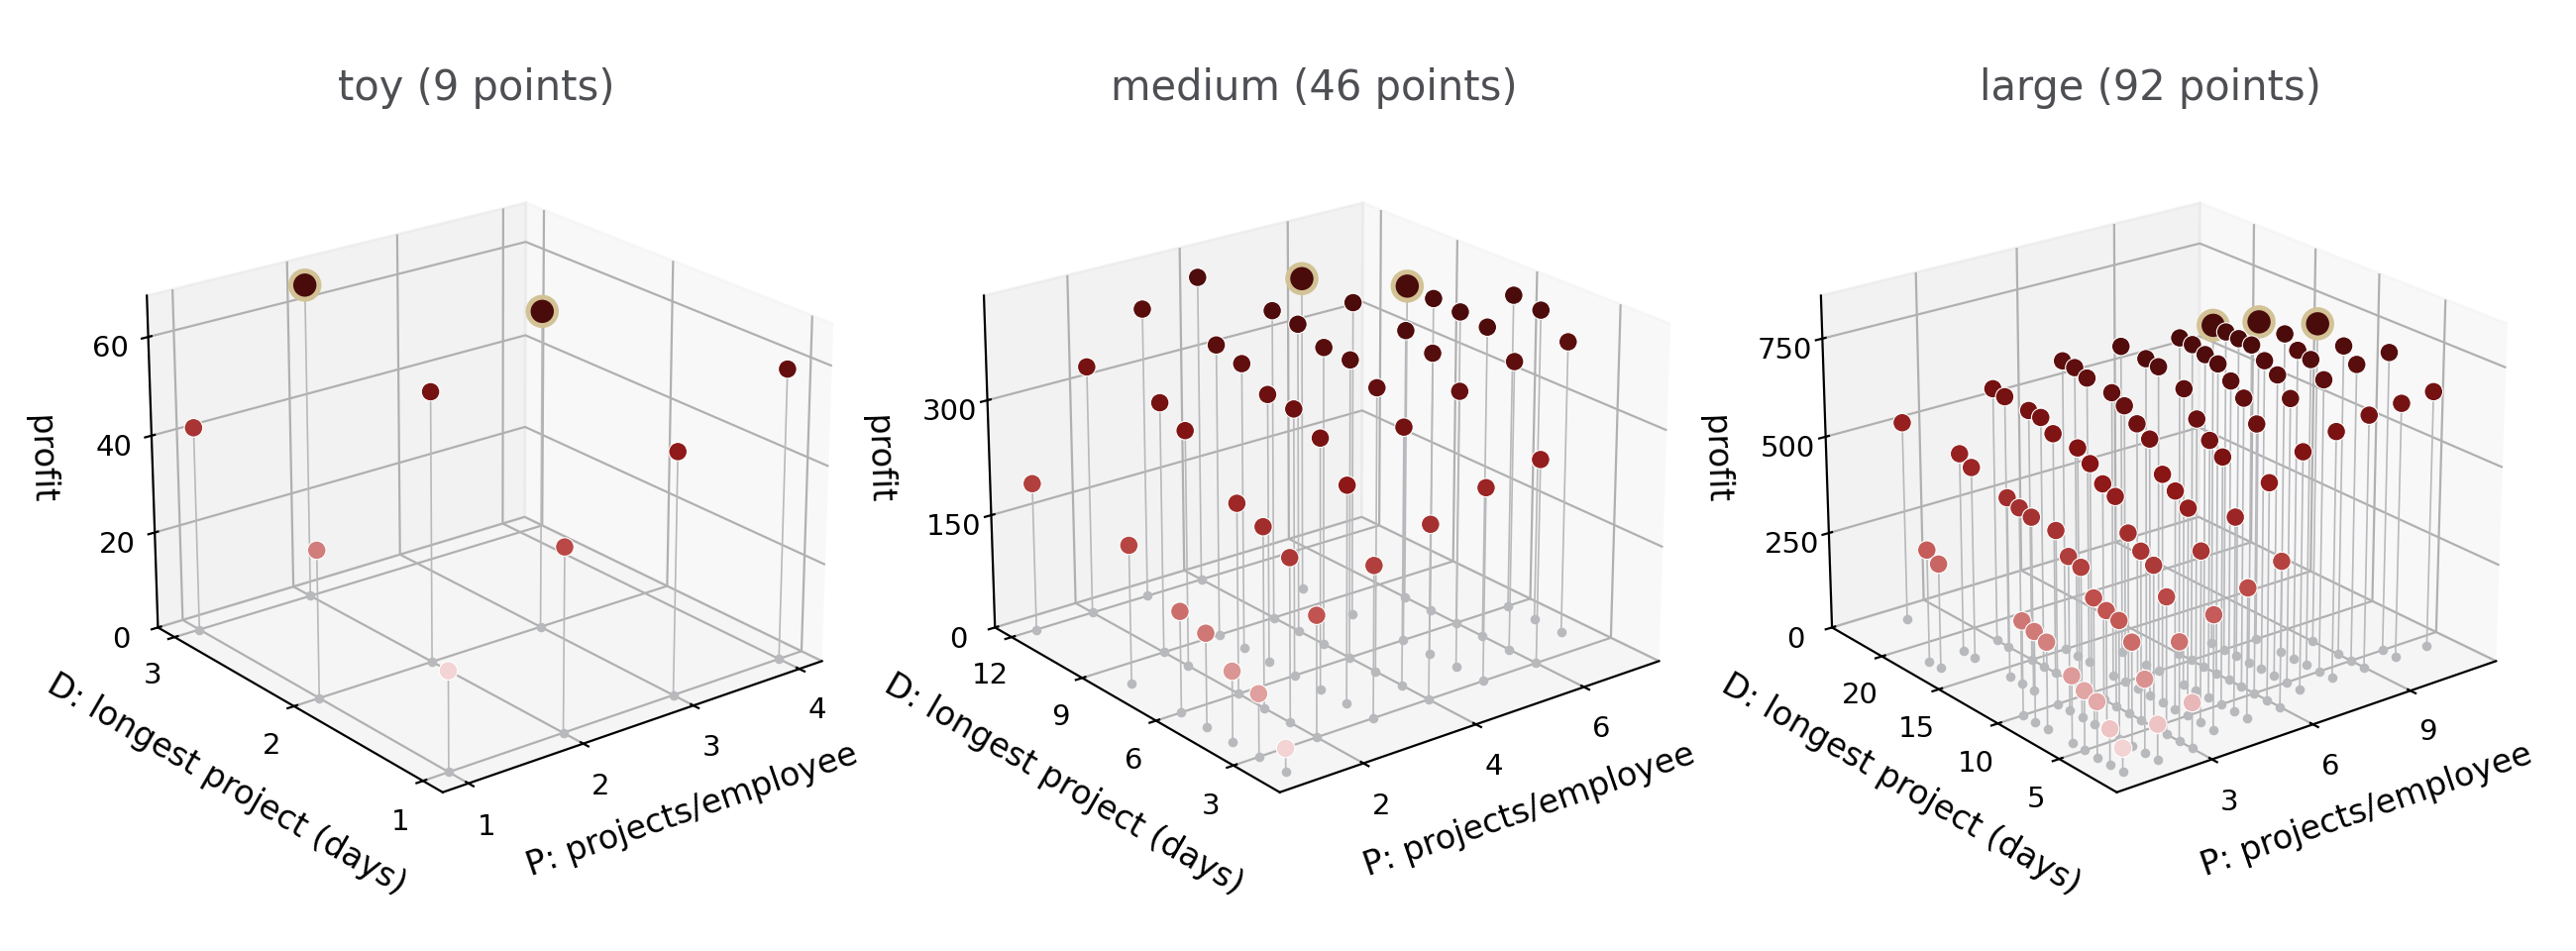 toy (9 points)
60
40
20
0
profit
3
2
1
D: longest project (days)
1
2
3
4
P: projects/employee
medium (46 points)
300
150
0
profit
12
9
6
3
D: longest project (days)
2
4
6
P: projects/employee
large (92 points)
750
500
250
0
profit
20
15
10
5
D: longest project (days)
3
6
9
P: projects/employee